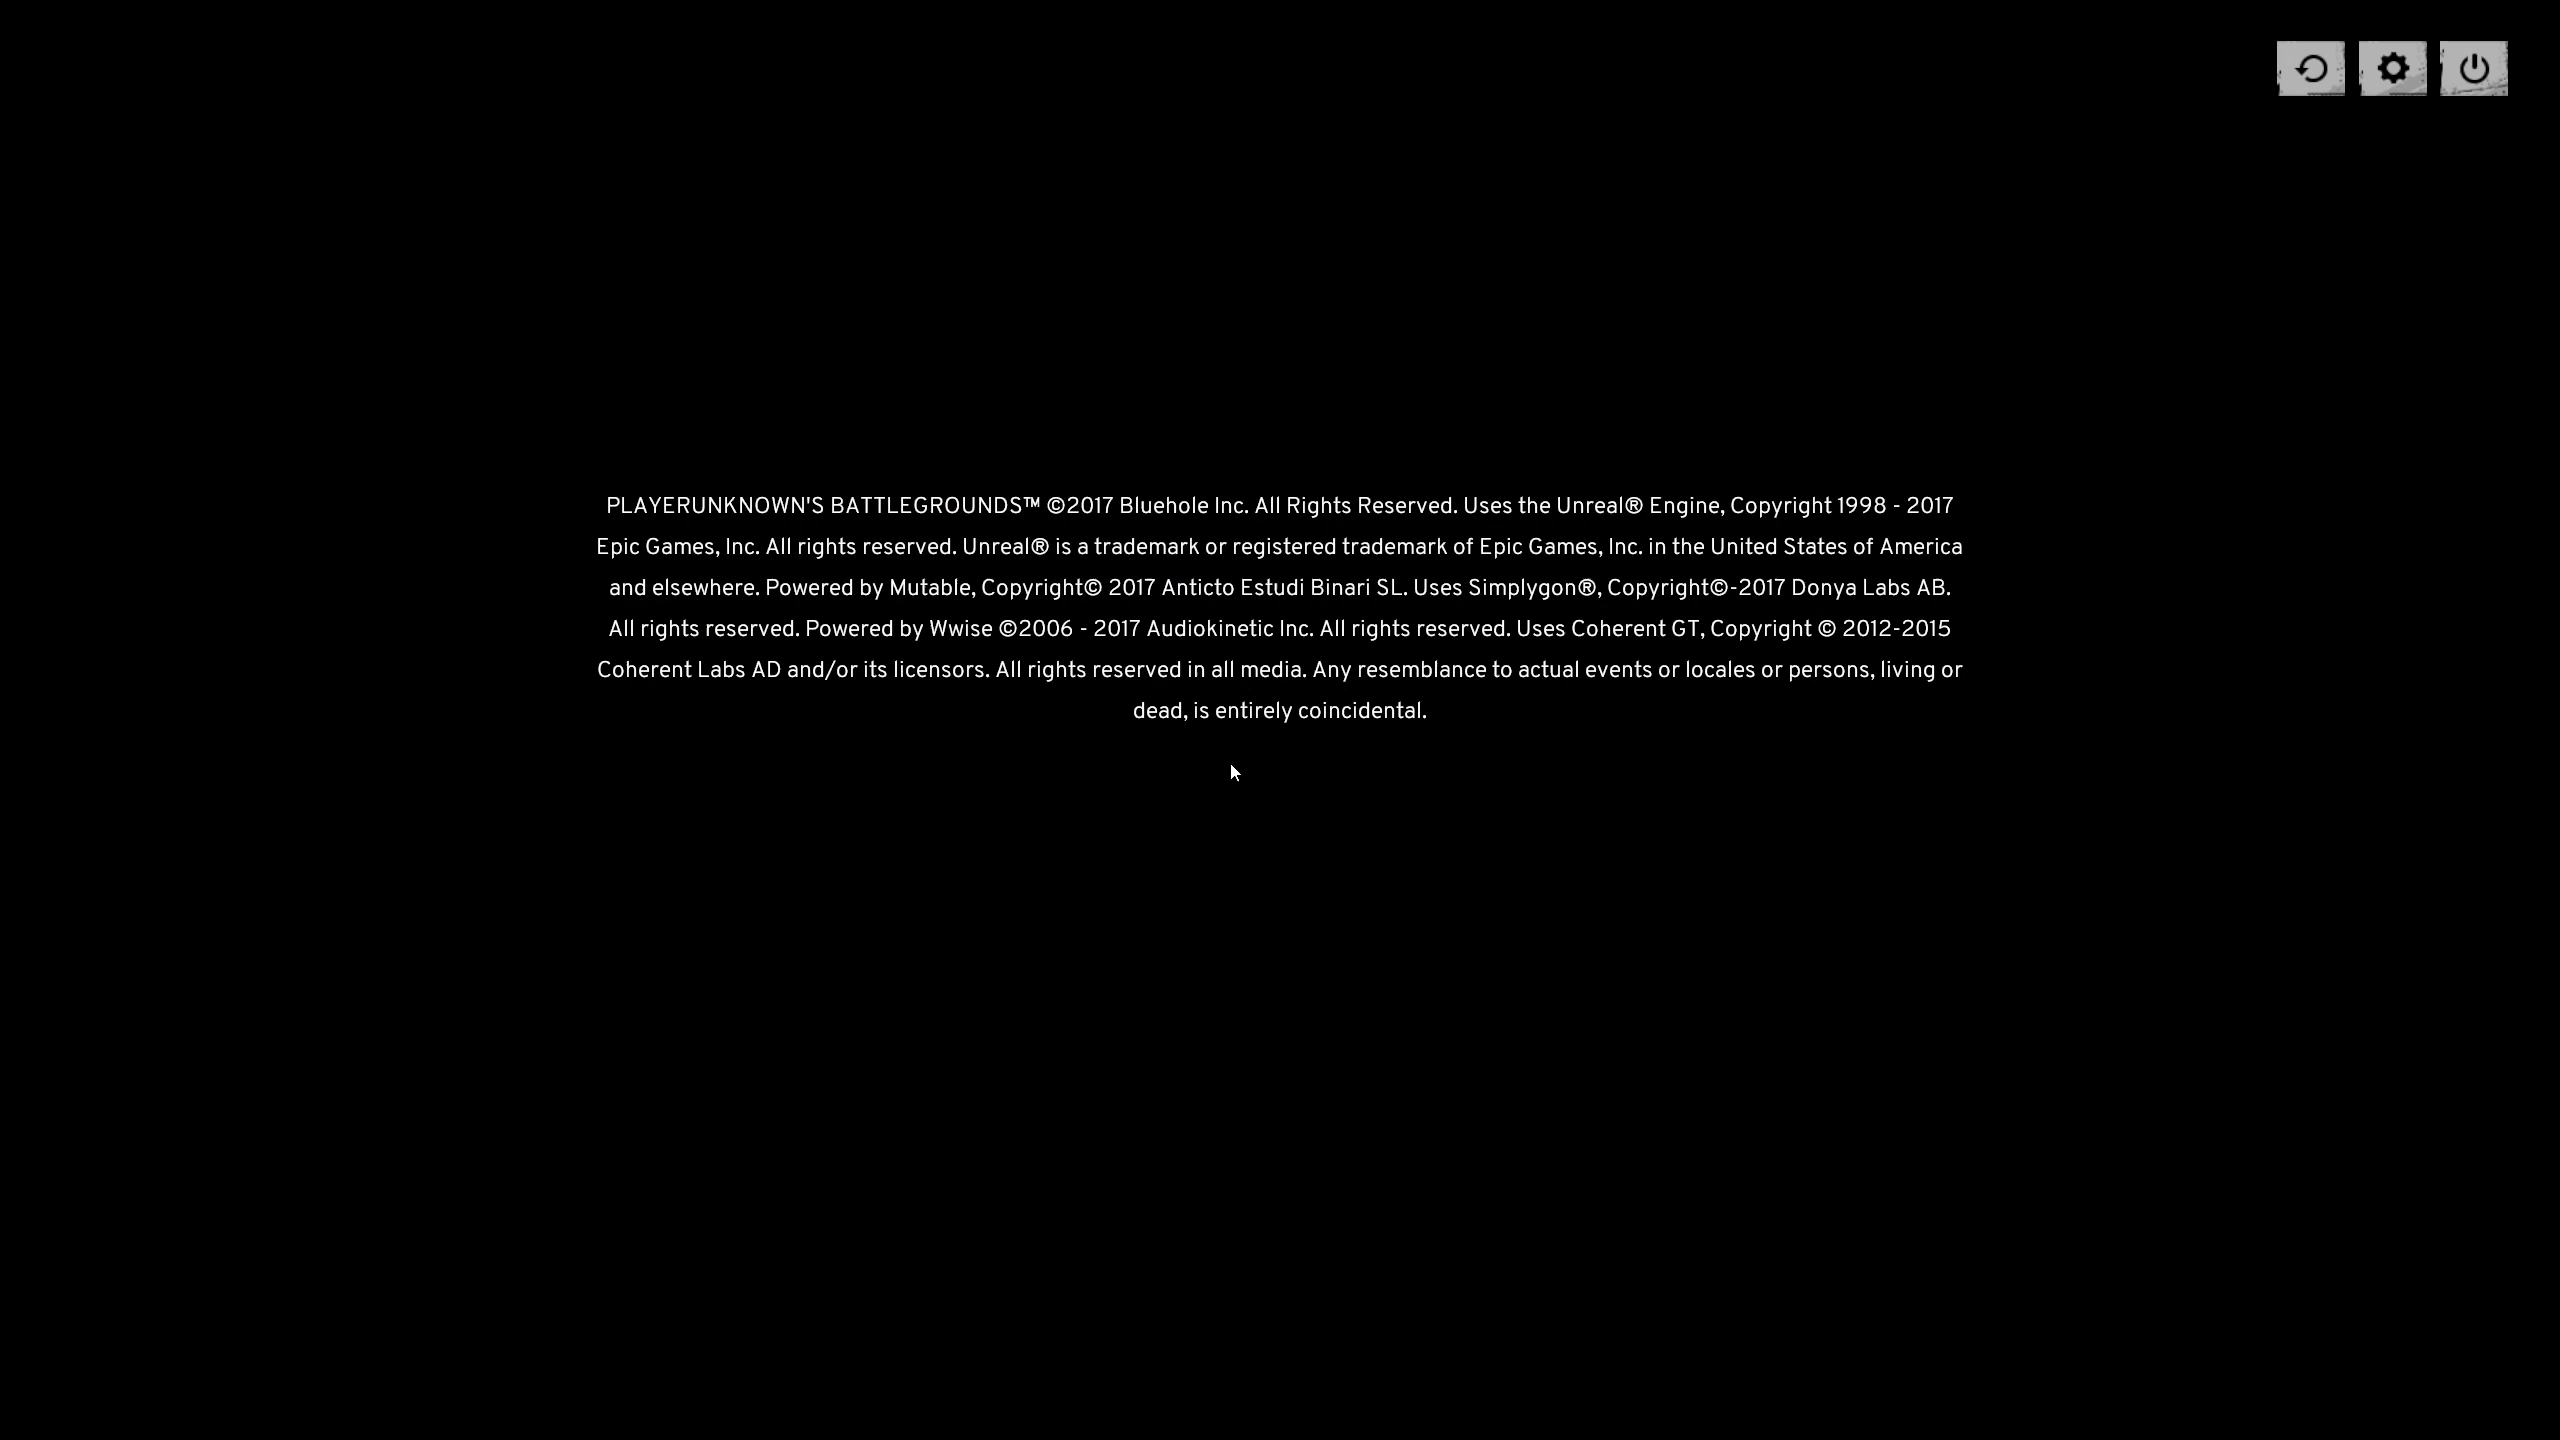 PLAYERUNKNOWN'S BATTLEGROUNDS™ ©2017 Bluehole Inc. All Rights Reserved. Uses the Unreal® Engine, Copyright 1998 - 2017
Epic Games, Inc. All rights reserved. Unreal® is a trademark or registered trademark of Epic Games, Inc. in the United States of America
and elsewhere. Powered by Mutable, Copyright© 2017 Anticto Estudi Binari SL. Uses Simplygon®, Copyright©-2017 Donya Labs AB.
All rights reserved. Powered by Wwise ©2006 - 2017 Audiokinetic Inc. All rights reserved. Uses Coherent GT, Copyright © 2012-2015
Coherent Labs AD and/or its licensors. All rights reserved in all media. Any resemblance to actual events or locales or persons, living or
dead, is entirely coincidental.